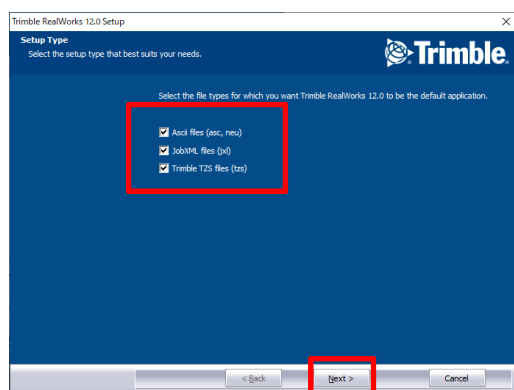 Trimble RealWorks 12.0 Setup
Setup Type
Select the setup type that best suits your needs.
Trimble.
Select the file types for which you want Trimble RealWorks 12.0 to be the default application.
Ascii files (asc, neu)
JobXML files (jxl)
Trimble TZS files (tzs)
< Back
Next >
Cancel